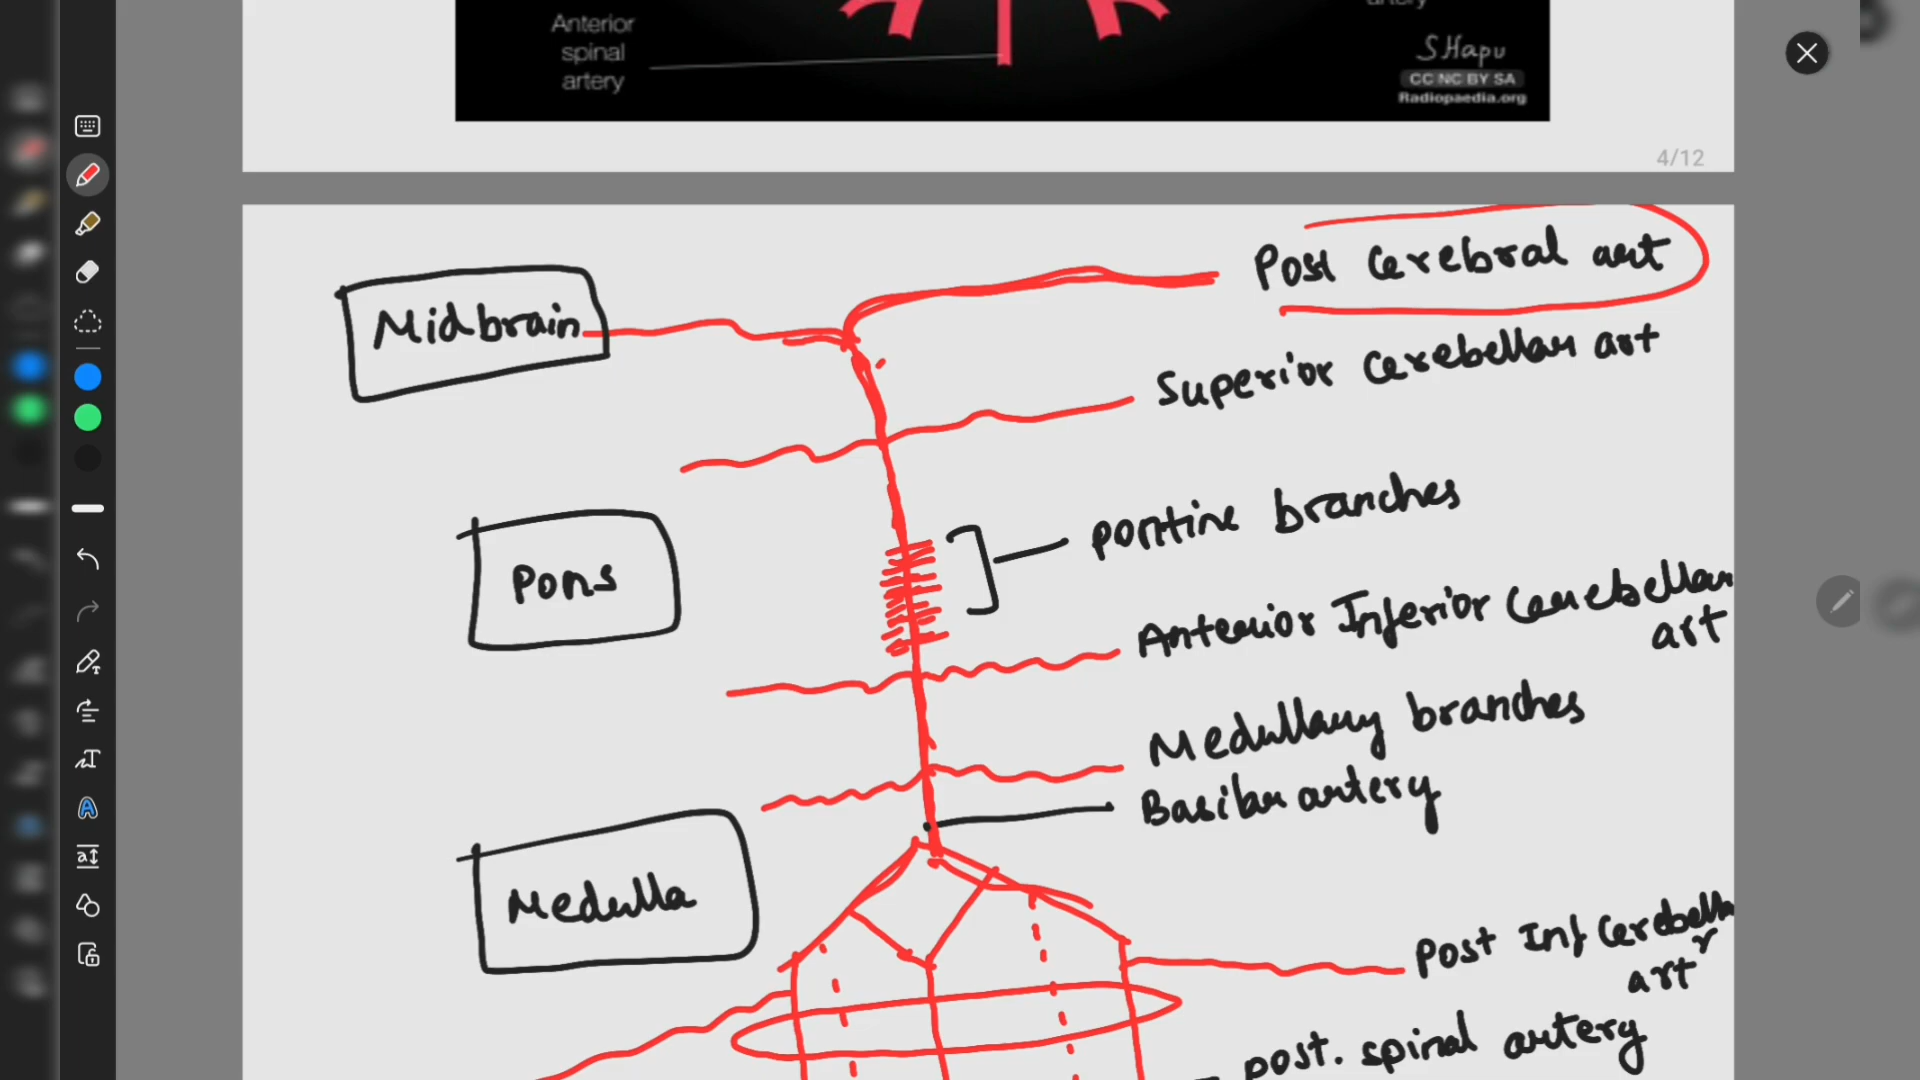 Anterior
spinal
artery
artery
SHapu
CC NC BY SA
Radiopaedia.org
4/12
Post cerebral art
Midbrain
Superior cerebellar art
pontine branches
Pons
Anterior Inferior Cerebellar
art
Medullary branches
Basilar artery
Medulla
Post Inf Cerebellar
art
post. spinal artery